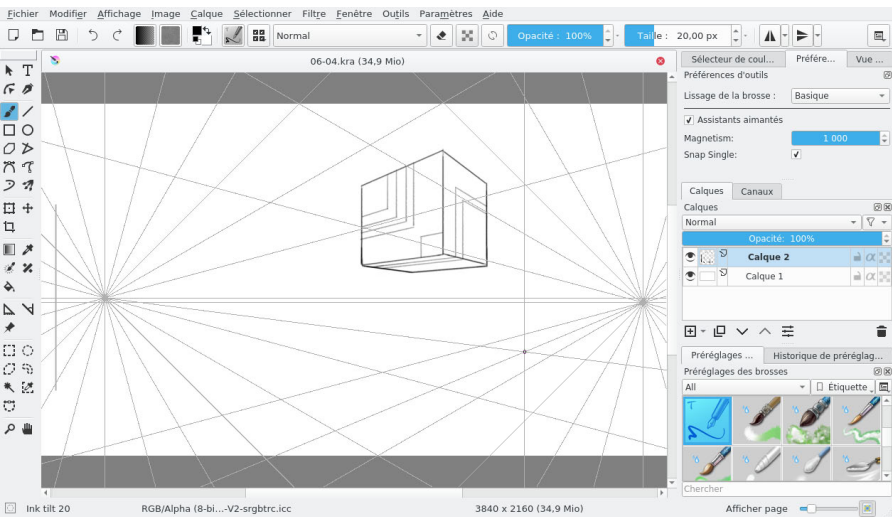 Fichier Modifier Affichage Image Calque Sélectionner Filtre Fenêtre Outils Paramètres Aide
Normal Opacité : 100% Taille : 20,00 px
06-04.kra (34,9 Mio)
Sélecteur de coul... Préfére... Vue ...
Préférences d'outils
Lissage de la brosse : Basique
Assistants aimantés
Magnetism: 1 000
Snap Single:
Calques Canaux
Calques
Normal
Opacité: 100%
Calque 2
Calque 1
Préréglages ... Historique de préréglag...
Préréglages des brosses
All Étiquette
Chercher
Ink tilt 20 RGB/Alpha (8-bi...-V2-srgbtrc.icc 3840 x 2160 (34,9 Mio) Afficher page